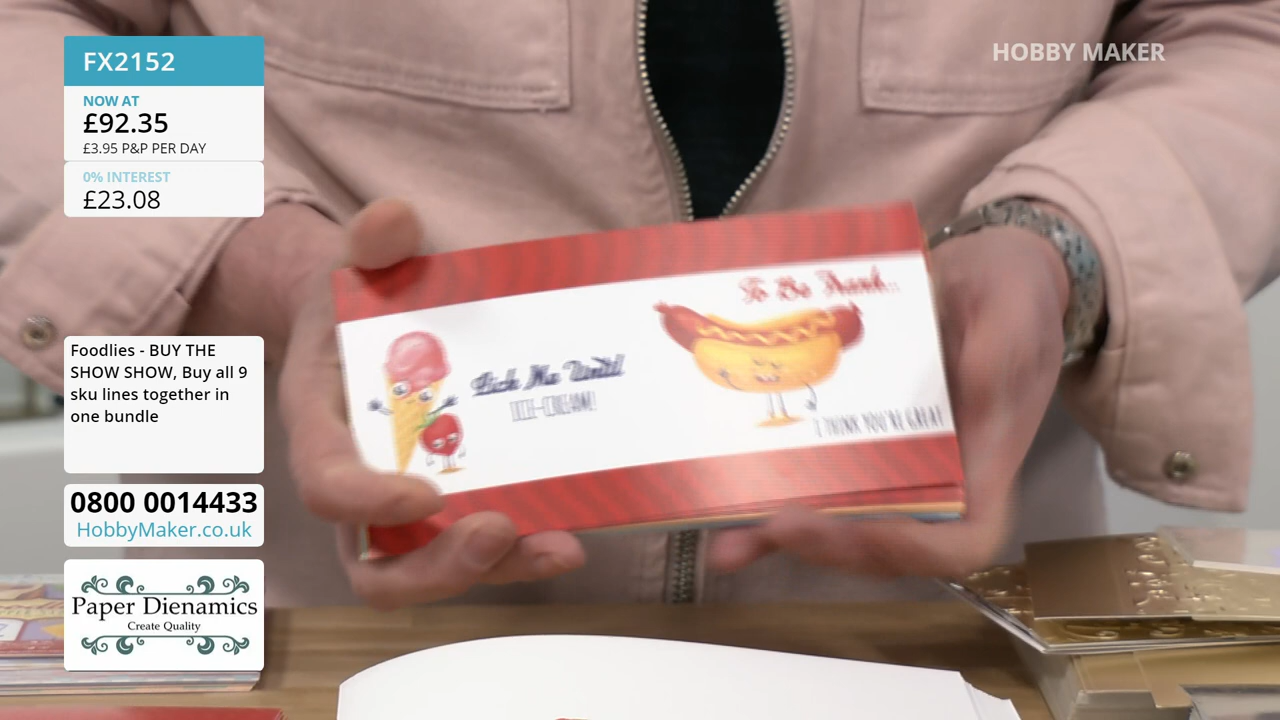 FX2152
HOBBY MAKER
NOW AT
£92.35
£3.95 P&P PER DAY
0% INTEREST
£23.08
To Be Frank...
Lick Me Until
ICE-CREAM!
I THINK YOU'RE GREAT
Foodlies - BUY THE
SHOW SHOW, Buy all 9
sku lines together in
one bundle
0800 0014433
HobbyMaker.co.uk
Paper Dienamics
Create Quality